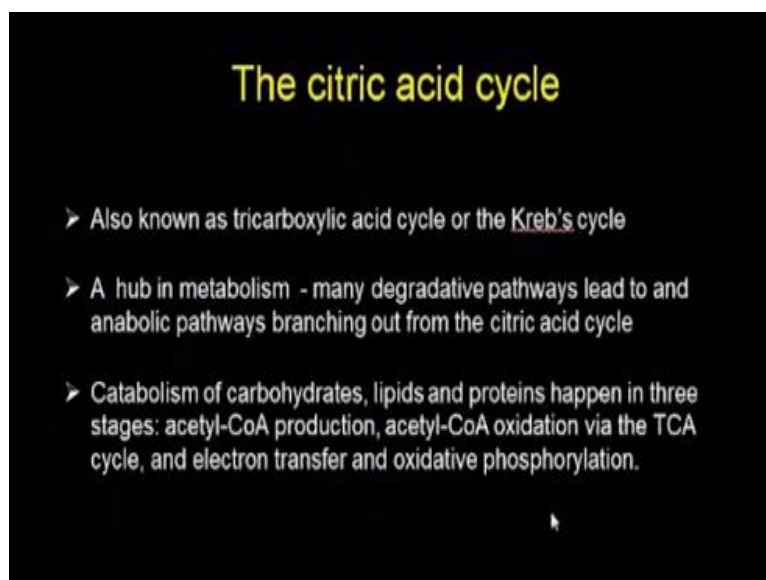 The citric acid cycle
➤ Also known as tricarboxylic acid cycle or the Kreb's cycle
➤ A hub in metabolism - many degradative pathways lead to and
anabolic pathways branching out from the citric acid cycle
➤ Catabolism of carbohydrates, lipids and proteins happen in three
stages: acetyl-CoA production, acetyl-CoA oxidation via the TCA
cycle, and electron transfer and oxidative phosphorylation.